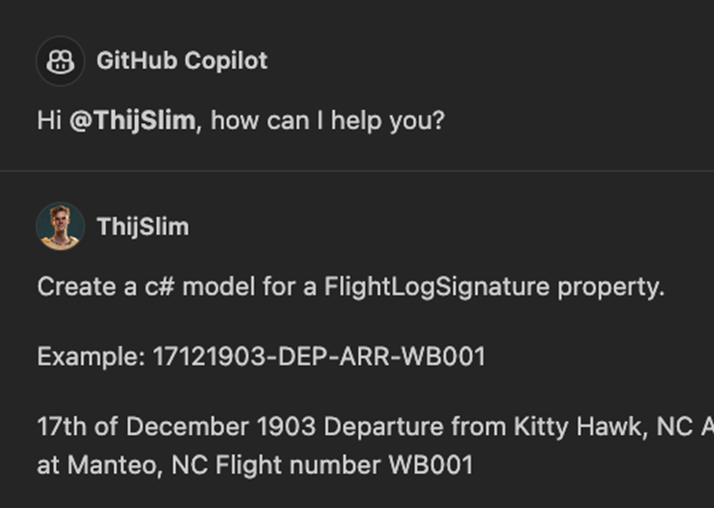 GitHub Copilot
Hi @ThijSlim, how can I help you?
ThijSlim
Create a c# model for a FlightLogSignature property.
Example: 17121903-DEP-ARR-WB001
17th of December 1903 Departure from Kitty Hawk, NC A
at Manteo, NC Flight number WB001